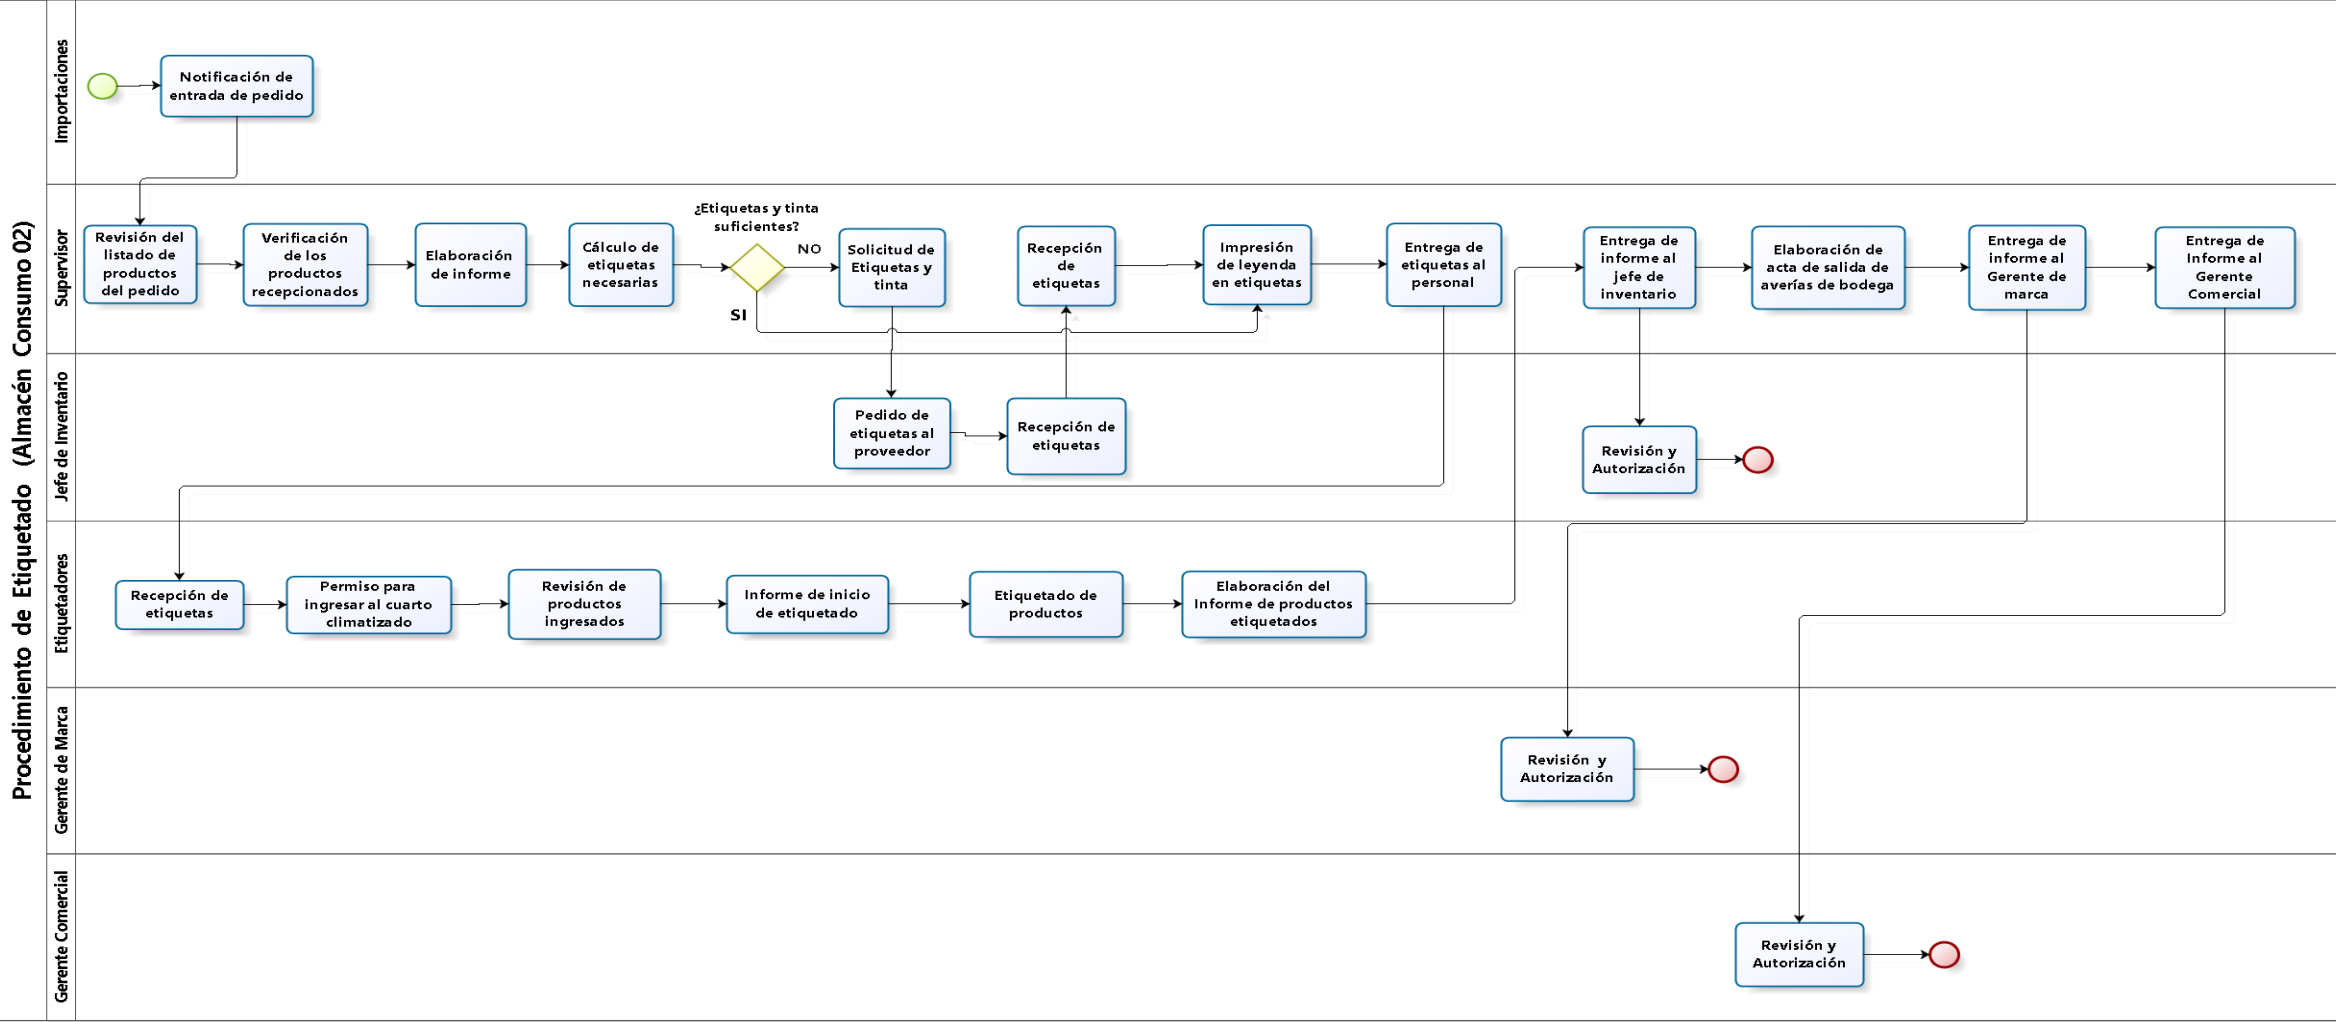 Procedimiento de Etiquetado (Almacén Consumo 02)
Importaciones
Notificación de
entrada de pedido
Supervisor
Revisión del
listado de
productos
del pedido
Verificación
de los
productos
recepcionados
Elaboración
de informe
Cálculo de
etiquetas
necesarias
¿Etiquetas y tinta
suficientes?
NO
SI
Solicitud de
Etiquetas y
tinta
Recepción
de
etiquetas
Impresión
de leyenda
en etiquetas
Entrega de
etiquetas al
personal
Entrega de
informe al
jefe de
inventario
Elaboración de
acta de salida de
averías de bodega
Entrega de
informe al
Gerente de
marca
Entrega de
Informe al
Gerente
Comercial
Jefe de Inventario
Pedido de
etiquetas al
proveedor
Recepción de
etiquetas
Revisión y
Autorización
Etiquetadores
Recepción de
etiquetas
Permiso para
ingresar al cuarto
climatizado
Revisión de
productos
ingresados
Informe de inicio
de etiquetado
Etiquetado de
productos
Elaboración del
Informe de productos
etiquetados
Gerente de Marca
Revisión y
Autorización
Gerente Comercial
Revisión y
Autorización